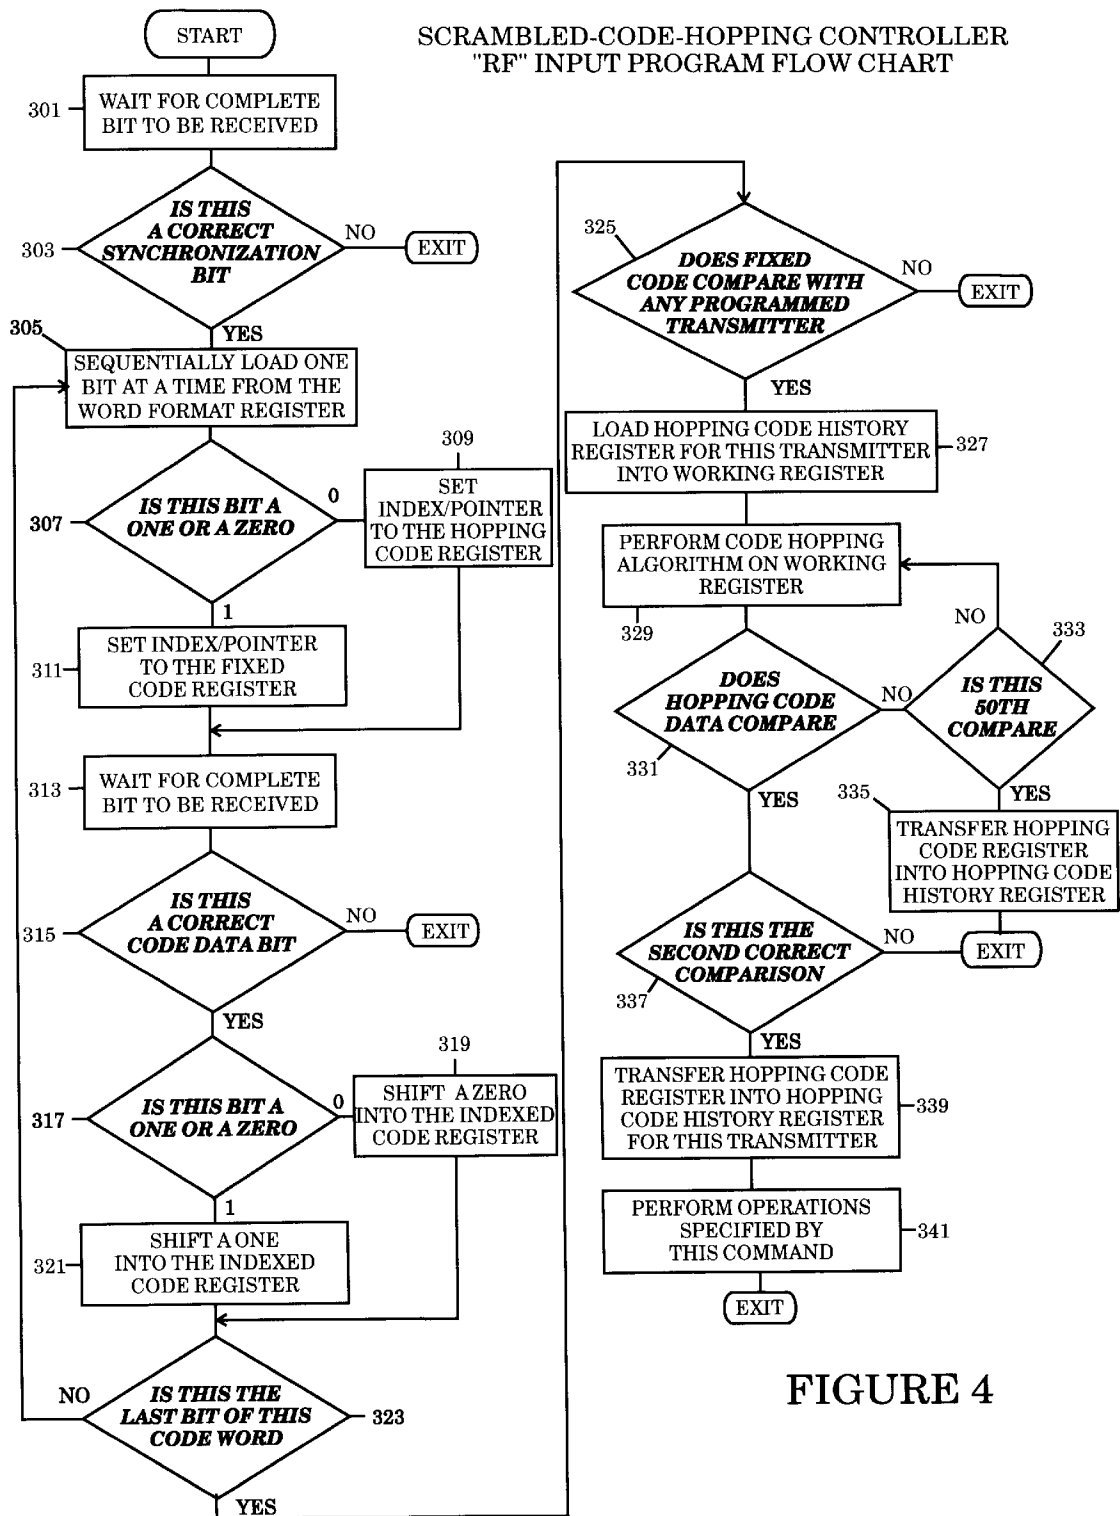 SCRAMBLED-CODE-HOPPING CONTROLLER
"RF" INPUT PROGRAM FLOW CHART
START
301
WAIT FOR COMPLETE
BIT TO BE RECEIVED
303
IS THIS
A CORRECT
SYNCHRONIZATION
BIT
NO
EXIT
YES
305
SEQUENTIALLY LOAD ONE
BIT AT A TIME FROM THE
WORD FORMAT REGISTER
307
IS THIS BIT A
ONE OR A ZERO
0
309
SET
INDEX/POINTER
TO THE HOPPING
CODE REGISTER
1
311
SET INDEX/POINTER
TO THE FIXED
CODE REGISTER
313
WAIT FOR COMPLETE
BIT TO BE RECEIVED
315
IS THIS
A CORRECT
CODE DATA BIT
NO
EXIT
YES
317
IS THIS BIT A
ONE OR A ZERO
0
319
SHIFT A ZERO
INTO THE INDEXED
CODE REGISTER
1
321
SHIFT A ONE
INTO THE INDEXED
CODE REGISTER
NO
IS THIS THE
LAST BIT OF THIS
CODE WORD
323
YES
325
DOES FIXED
CODE COMPARE WITH
ANY PROGRAMMED
TRANSMITTER
NO
EXIT
YES
LOAD HOPPING CODE HISTORY
REGISTER FOR THIS TRANSMITTER
INTO WORKING REGISTER
327
PERFORM CODE HOPPING
ALGORITHM ON WORKING
REGISTER
329
NO
333
DOES
HOPPING CODE
DATA COMPARE
NO
IS THIS
50TH
COMPARE
331
YES
YES
335
TRANSFER HOPPING
CODE REGISTER
INTO HOPPING CODE
HISTORY REGISTER
IS THIS THE
SECOND CORRECT
COMPARISON
NO
EXIT
337
YES
TRANSFER HOPPING CODE
REGISTER INTO HOPPING
CODE HISTORY REGISTER
FOR THIS TRANSMITTER
339
PERFORM OPERATIONS
SPECIFIED BY
THIS COMMAND
341
EXIT
FIGURE 4